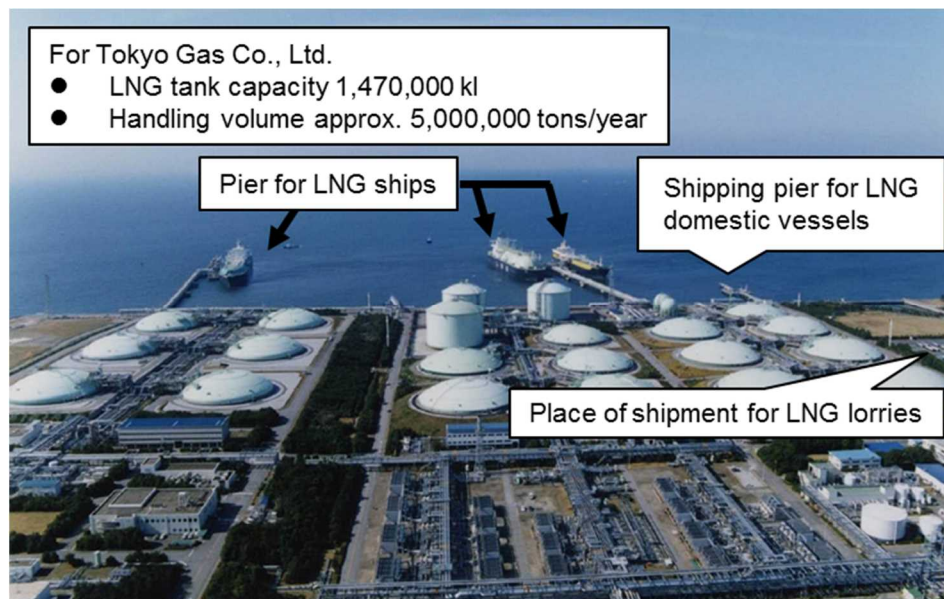 For Tokyo Gas Co., Ltd.
● LNG tank capacity 1,470,000 kl
● Handling volume approx. 5,000,000 tons/year
Pier for LNG ships
Shipping pier for LNG
domestic vessels
Place of shipment for LNG lorries